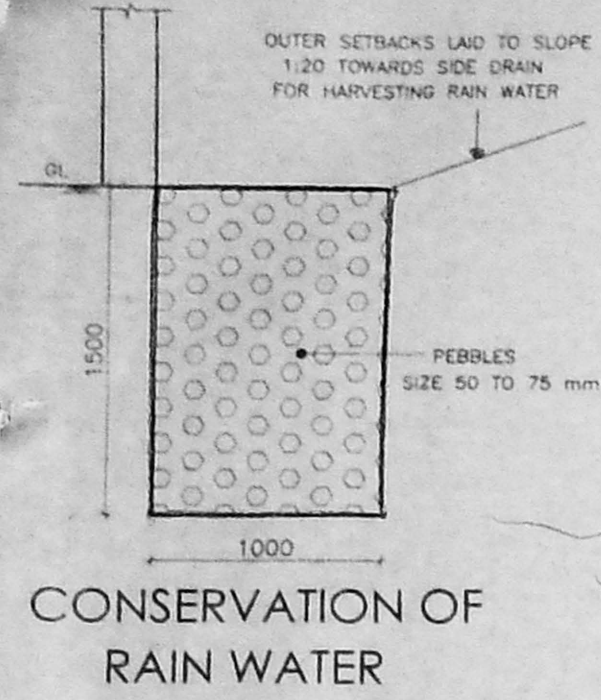 OUTER SETBACKS LAID TO SLOPE
1:20 TOWARDS SIDE DRAIN
FOR HARVESTING RAIN WATER
GL
1500
PEBBLES
SIZE 50 TO 75 mm
1000
CONSERVATION OF
RAIN WATER